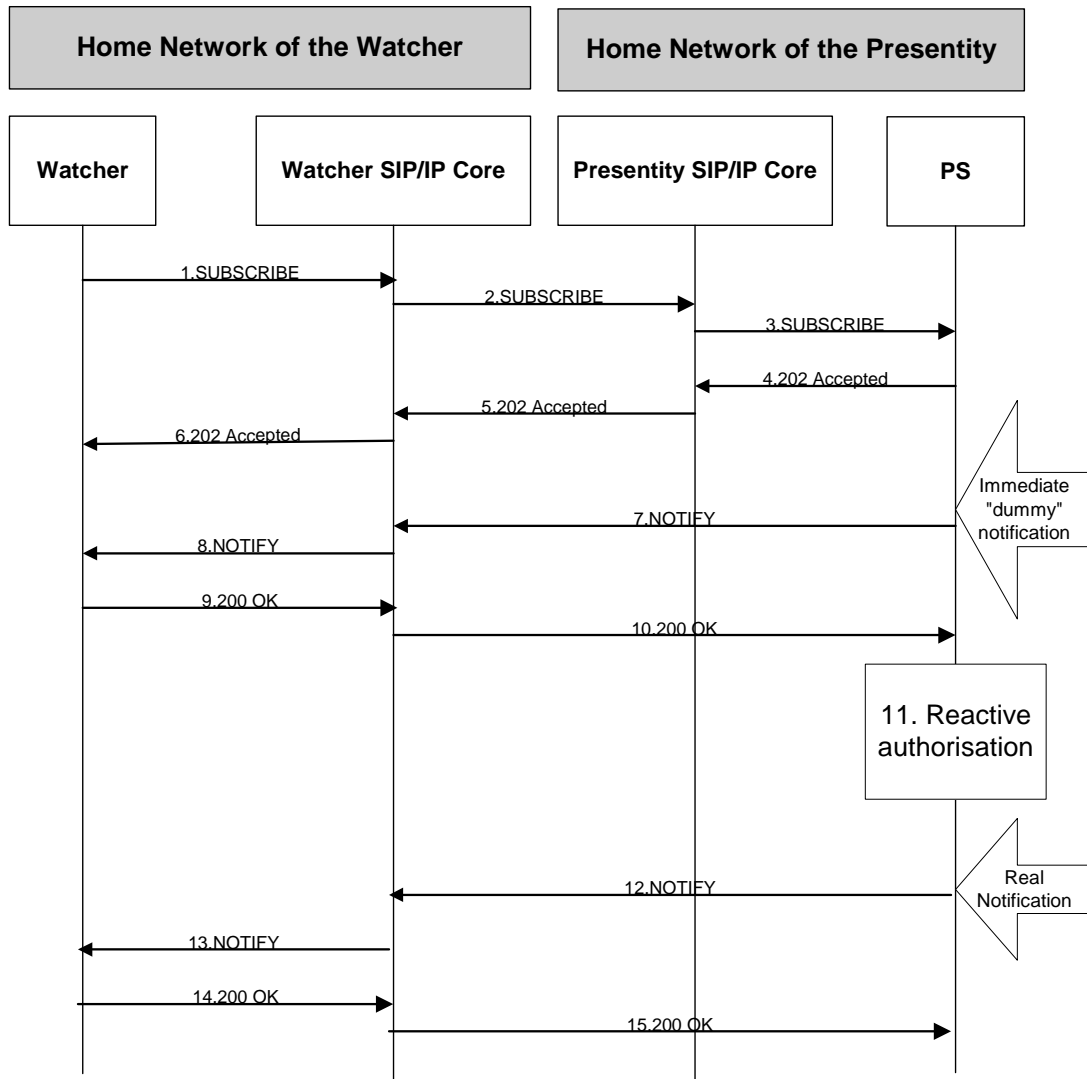 Home Network of the Watcher
Home Network of the Presentity
Watcher
Watcher SIP/IP Core
Presentity SIP/IP Core
PS
1.SUBSCRIBE
2.SUBSCRIBE
3.SUBSCRIBE
4.202 Accepted
5.202 Accepted
6.202 Accepted
Immediate
"dummy"
notification
7.NOTIFY
8.NOTIFY
9.200 OK
10.200 OK
11. Reactive
authorisation
Real
Notification
12.NOTIFY
13.NOTIFY
14.200 OK
15.200 OK